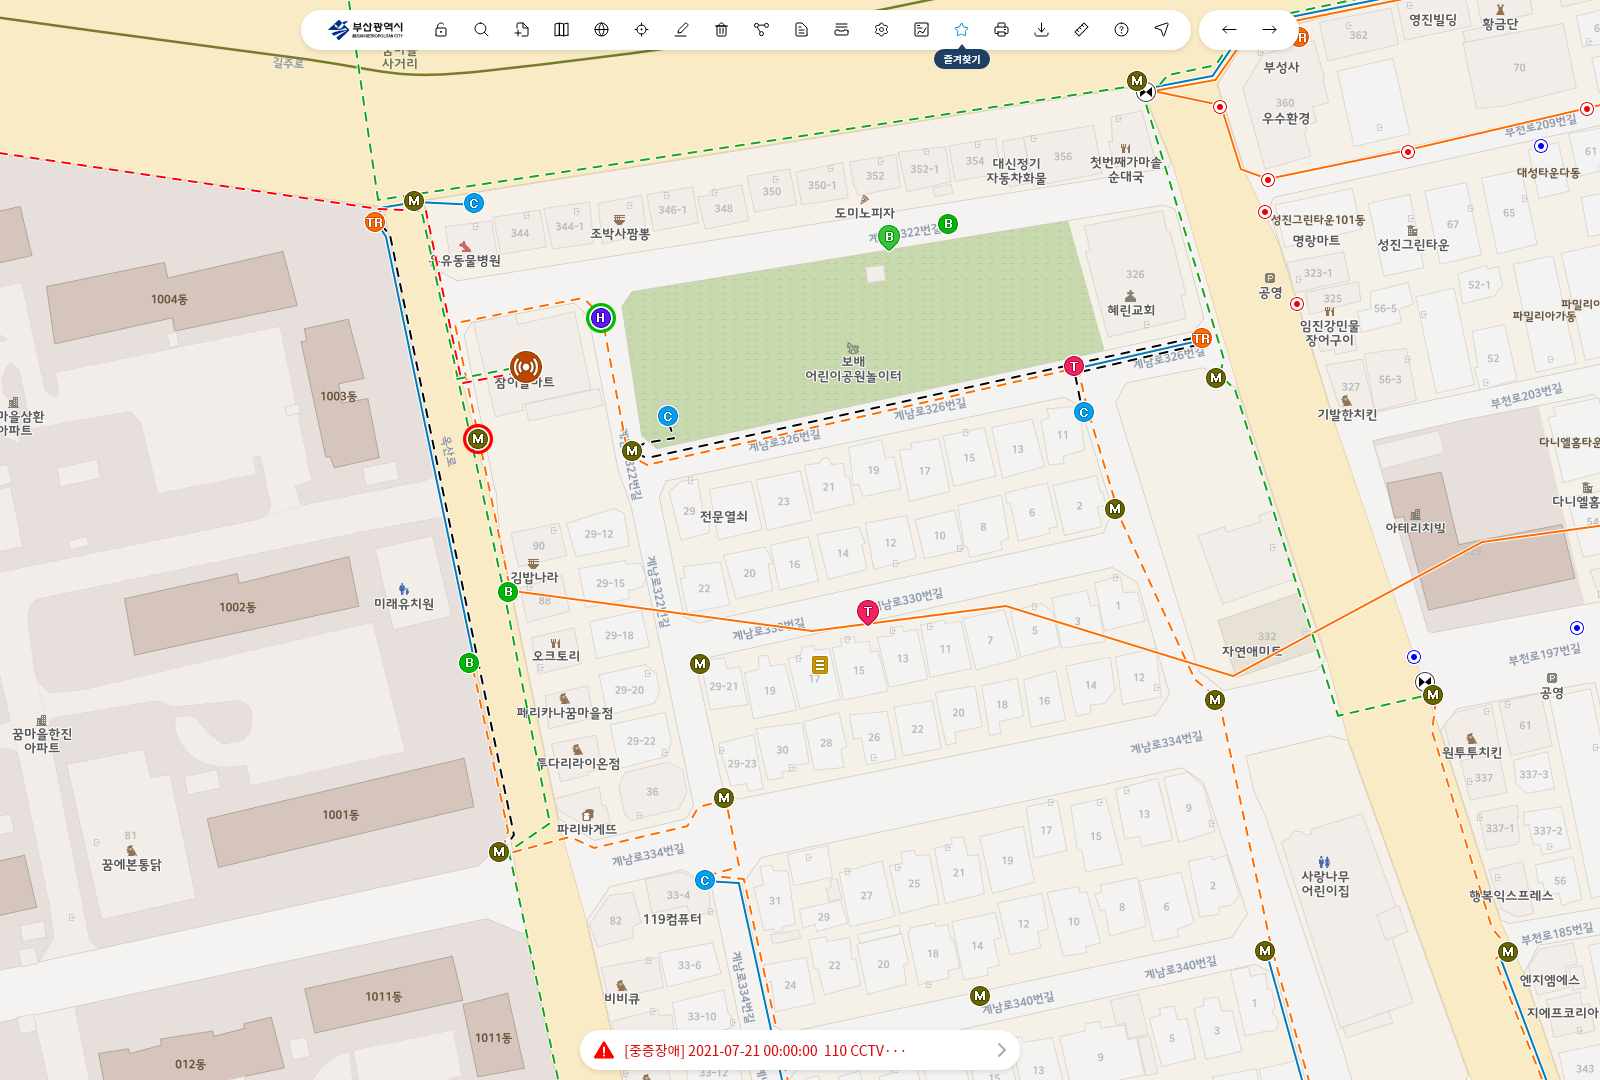 부산광역시
BUSAN METROPOLITAN CITY
즐겨찾기
사거리
길주로
영진빌딩
황금단
362
부성사
70
360
우수환경
부천로209번길
61
대성타운다동
대신정기
자동차화물
354
356
첫번째가마솥
순대국
352-1
352
350-1
350
348
346-1
344-1
344
조박사짬뽕
도미노피자
계남로322번길
유동물병원
성진그린타운101동
명랑마트
성진그린타운
67
65
323-1
325
공영
52-1
56-5
임진강민물
장어구이
파밀리아
파밀리아가동
52
56-3
327
기발한치킨
부천로203번길
326
혜린교회
계남로326번길
보배
어린이공원놀이터
계남로326번길
계남로326번길
잠이슬마트
1004동
1003동
마을삼환
아파트
옥산로
계남로322번길
다니엘홈타운
다니엘홈
아테리치빌
29
전문열쇠
23
21
19
17
15
13
11
29-12
90
김밥나라
88
29-15
계남로322번길
22
20
16
14
12
10
8
6
2
1002동
미래유치원
29-18
오크토리
계남로330번길
계남로330번길
29-21
19
17
15
13
11
7
5
3
1
332
자연애미트
부천로197번길
공영
29-20
페리카나꿈마을점
29-22
투다리라이온점
29-23
30
28
26
22
20
18
16
14
12
계남로334번길
꿈마을한진
아파트
61
원투투치킨
337
337-3
337-1
337-2
1001동
36
파리바게뜨
계남로334번길
81
꿈에본통닭
33-4
82
119컴퓨터
31
29
27
25
21
19
17
15
13
9
사랑나무
어린이집
56
행복익스프레스
부천로185번길
33-6
계남로334번길
24
22
20
18
14
12
10
8
6
2
계남로340번길
계남로340번길
엔지엠에스
지에프코리아
비비큐
33-10
1011동
1011동
012동
33-12
15
13
9
5
3
1
343
M
C
TR
B
H
T
[중증장애] 2021-07-21 00:00:00 110 CCTV···